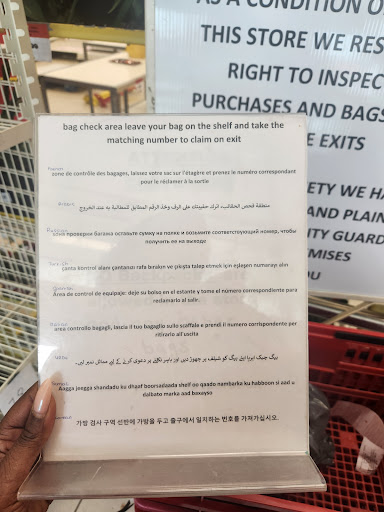 AS A CONDITION O
THIS STORE WE RES
RIGHT TO INSPEC
PURCHASES AND BAGS
E EXITS
ETY WE HA
AND PLAIN
ITY GUARD
EMISES
OU
bag check area leave your bag on the shelf and take the
matching number to claim on exit
zone de contrôle des bagages, laissez votre sac sur l'étagère et prenez le numéro correspondant
pour le réclamer à la sortie
منطقة فحص الحقائب، اترك حقيبتك على الرف وخذ الرقم المطابق للمطالبة به عند الخروج
зона проверки багажа оставьте сумку на полке и возьмите соответствующий номер, чтобы
получить ее на выходе
çanta kontrol alanı çantanızı rafa bırakın ve çıkışta talep etmek için eşleşen numarayı alın
Área de control de equipaje: deje su bolso en el estante y tome el número correspondiente para
reclamarlo al salir.
area controllo bagagli, lascia il tuo bagaglio sullo scaffale e prendi il numero corrispondente per
ritirarlo all'uscita
بیگ چیک ایریا اپنے بیگ کو شیلف پر چھوڑ دیں اور باہر نکلنے پر دعویٰ کرنے کے لیے مماثل نمبر لیں۔
Aagga jeegga shandadu ku dhaaf boorsadaada shelf oo qaado nambarka ku habboon si aad u
dalbato marka aad baxayso
가방 검사 구역 선반에 가방을 두고 출구에서 일치하는 번호를 가져가십시오.